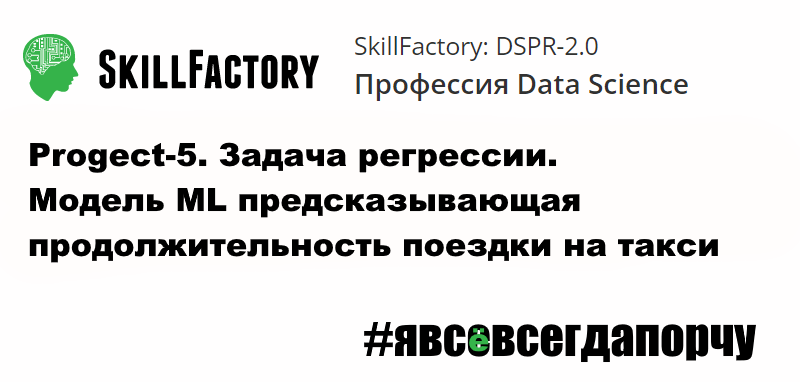 SKILLFACTORY
SkillFactory: DSPR-2.0
Профессия Data Science
Progect-5. Задача регрессии.
Модель ML предсказывающая
продолжительность поездки на такси
#явсёвсегдапорчу